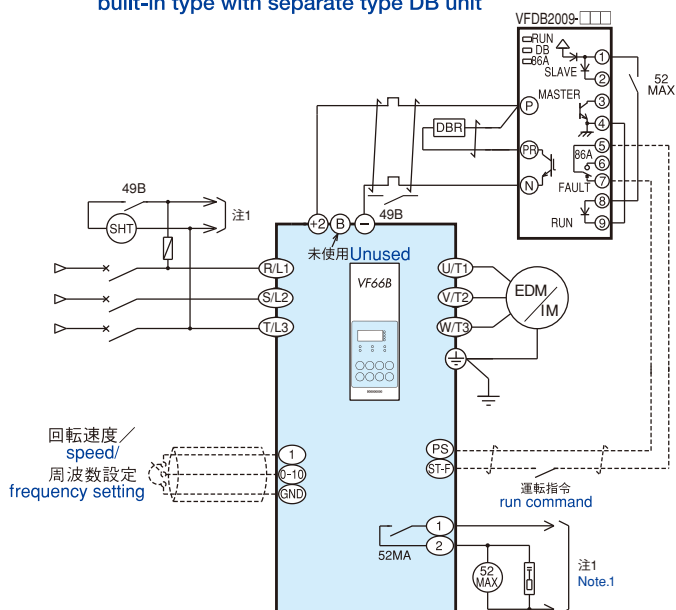 built-in type with separate type DB unit
VFDB2009-□□□
RUN
DB
86A
SLAVE
MASTER
1
2
3
4
5
6
7
8
9
86A
FAULT
RUN
52
MAX
P
PR
N
DBR
49B
49B
SHT
注1
+2
B
−
未使用Unused
R/L1
S/L2
T/L3
VF66B
U/T1
V/T2
W/T3
EDM
IM
回転速度／
speed/
周波数設定
frequency setting
1
0-10
GND
PS
ST-F
運転指令
run command
52MA
1
2
52
MAX
注1
Note.1